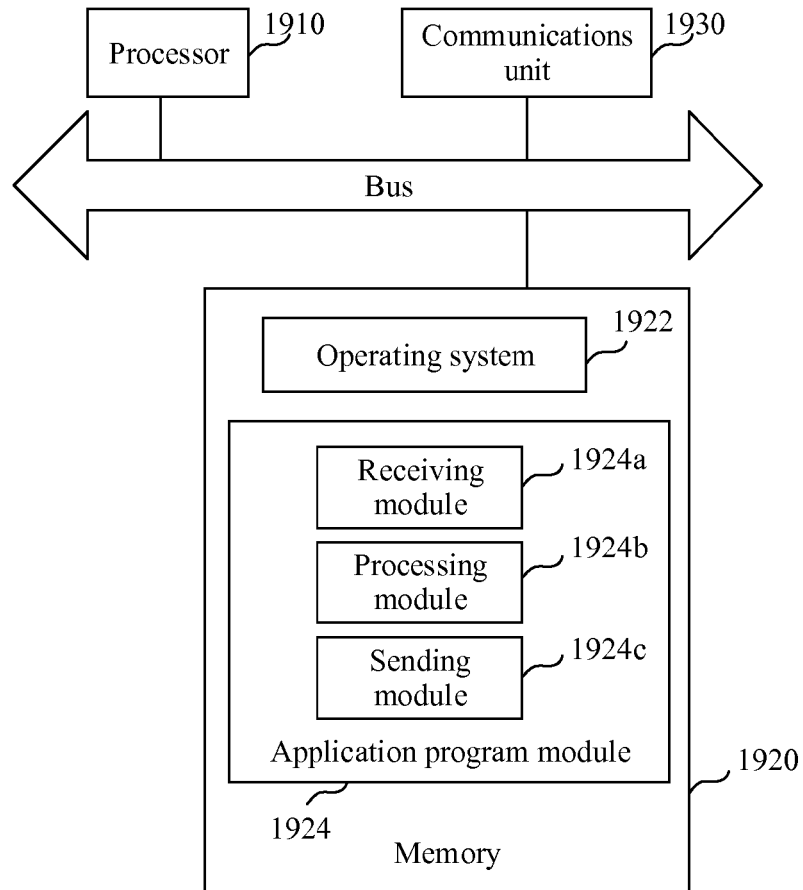 Processor
1910
Communications
unit
1930
Bus
Operating system
1922
Receiving
module
1924a
Processing
module
1924b
Sending
module
1924c
Application program module
1924
1920
Memory